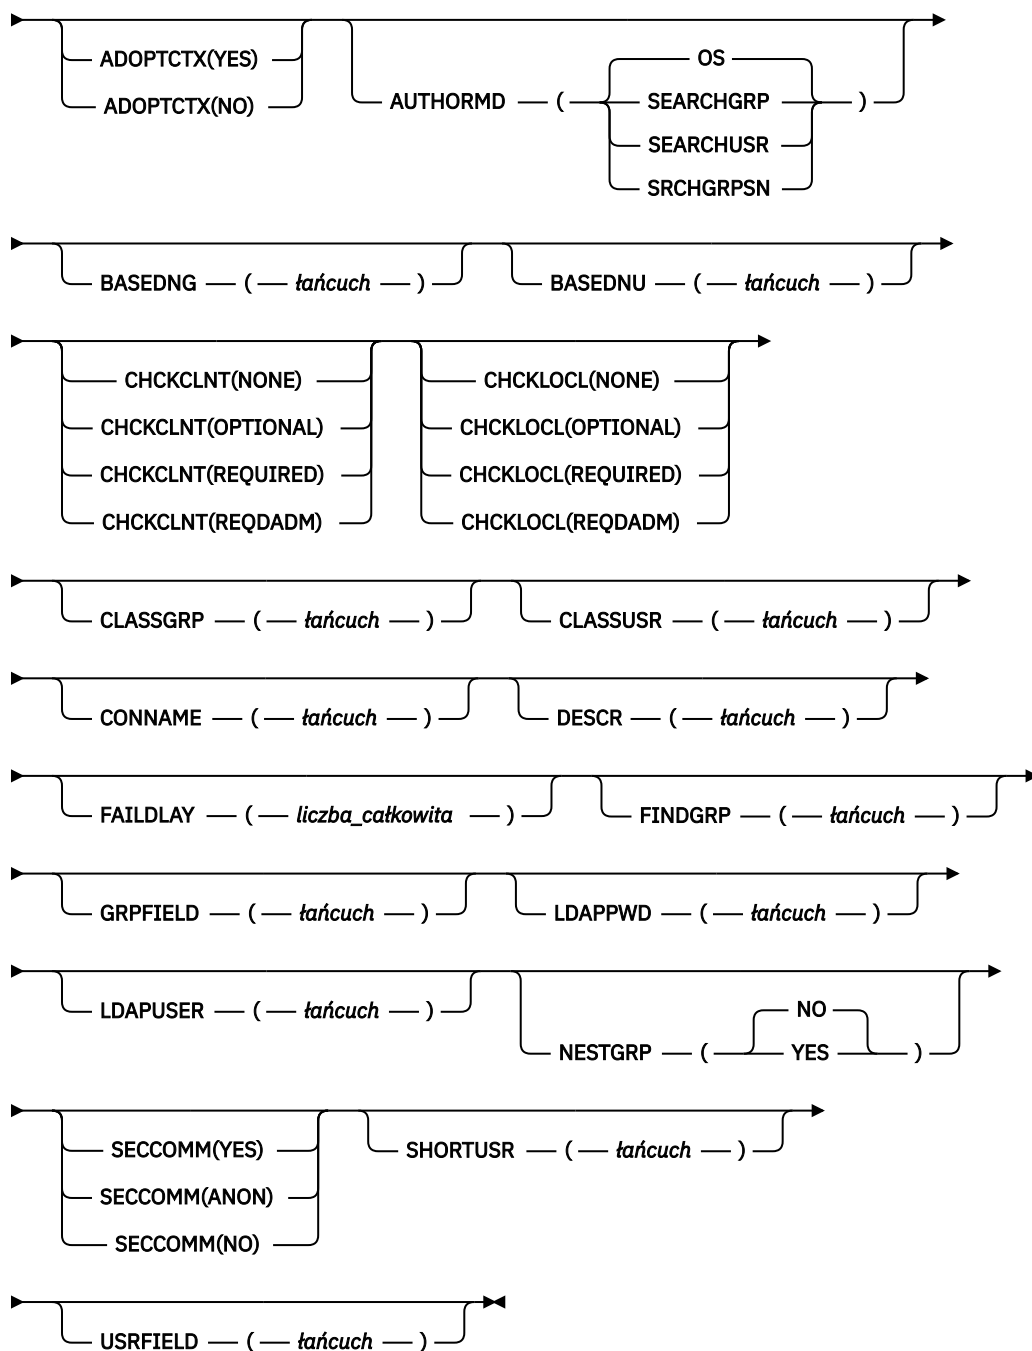 ADOPTCTX(YES)
ADOPTCTX(NO)
AUTHORMD ( OS
SEARCHGRP )
SEARCHUSR
SRCHGRPSN
BASEDNG ( łańcuch ) BASEDNU ( łańcuch )
CHCKCLNT(NONE) CHCKLOCL(NONE)
CHCKCLNT(OPTIONAL) CHCKLOCL(OPTIONAL)
CHCKCLNT(REQUIRED) CHCKLOCL(REQUIRED)
CHCKCLNT(REQDADM) CHCKLOCL(REQDADM)
CLASSGRP ( łańcuch ) CLASSUSR ( łańcuch )
CONNAME ( łańcuch ) DESCR ( łańcuch )
FAILDLAY ( liczba_całkowita ) FINDGRP ( łańcuch )
GRPFIELD ( łańcuch ) LDAPPWD ( łańcuch )
LDAPUSER ( łańcuch )
NESTGRP ( NO
YES )
SECCOMM(YES) SHORTUSR ( łańcuch )
SECCOMM(ANON)
SECCOMM(NO)
USRFIELD ( łańcuch )